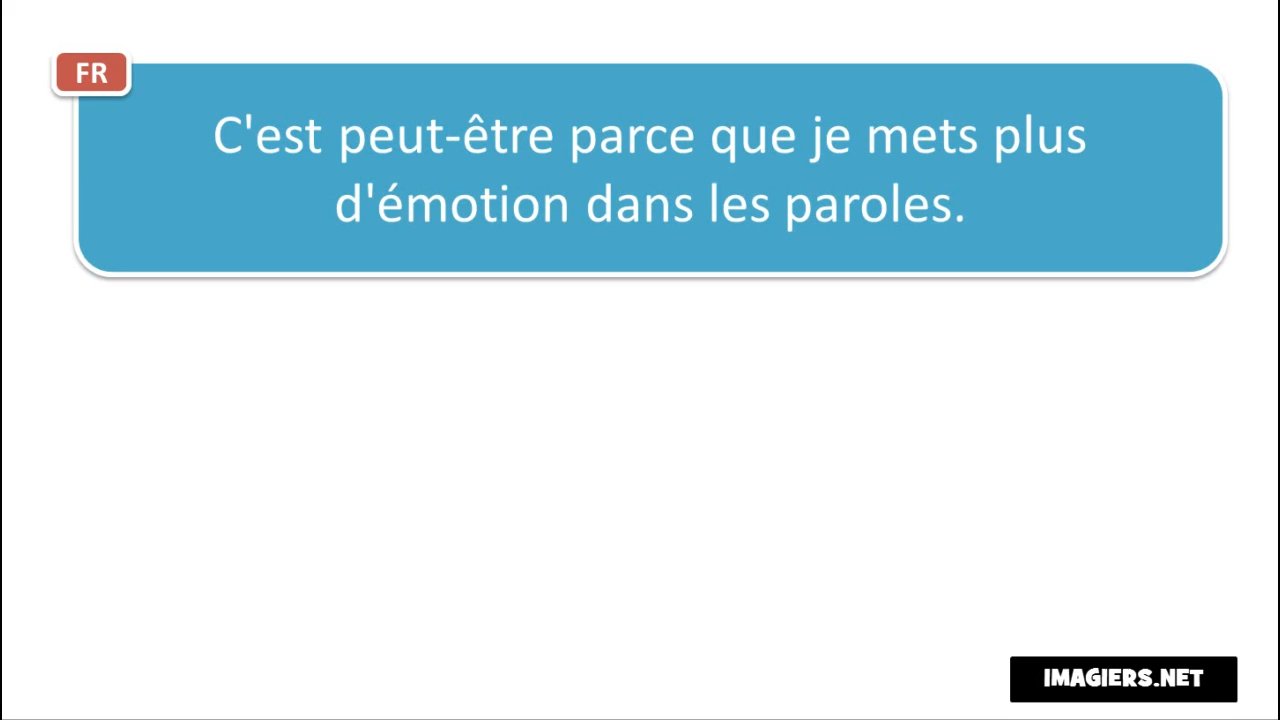 FR
C'est peut-être parce que je mets plus
d'émotion dans les paroles.
IMAGIERS.NET